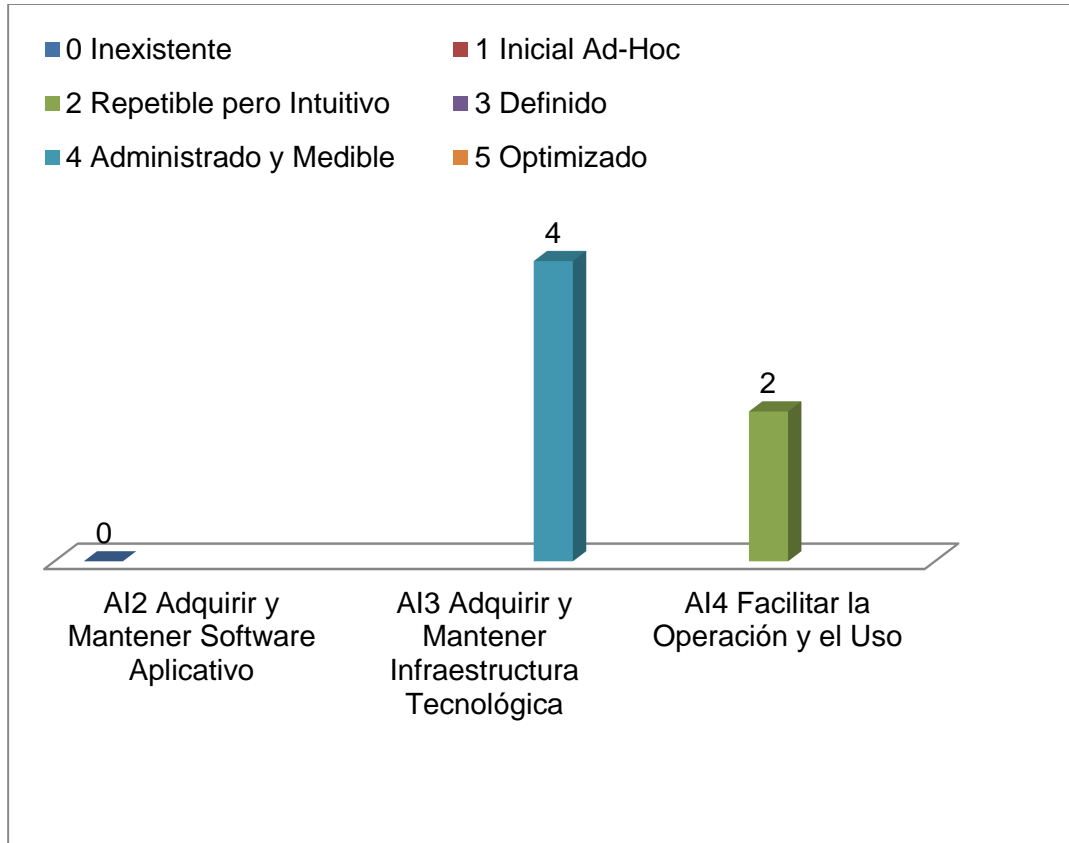 0 Inexistente
1 Inicial Ad-Hoc
2 Repetible pero Intuitivo
3 Definido
4 Administrado y Medible
5 Optimizado
4
2
0
AI2 Adquirir y
Mantener Software
Aplicativo
AI3 Adquirir y
Mantener
Infraestructura
Tecnológica
AI4 Facilitar la
Operación y el Uso